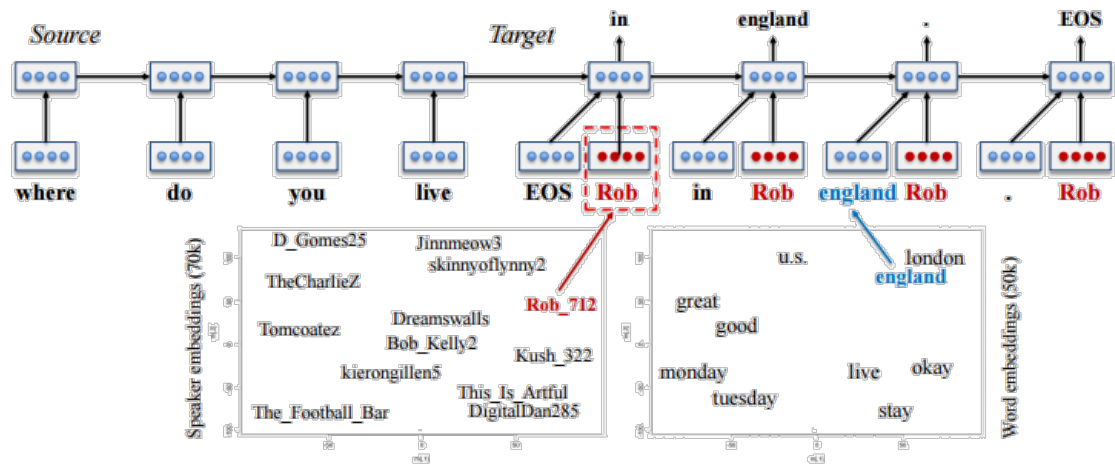 in england . EOS
Source Target
where do you live EOS Rob in Rob england Rob . Rob
Speaker embeddings (70k)
D_Gomes25
Jinnmeow3
skinnyoflynny2
TheCharlieZ
Rob_712
Dreamswalls
Tomcoatez
Bob_Kelly2
Kush_322
kierongillen5
This_Is_Artful
The_Football_Bar
DigitalDan285
u.s.
london
england
great
good
monday
live
okay
tuesday
stay
Word embeddings (50k)